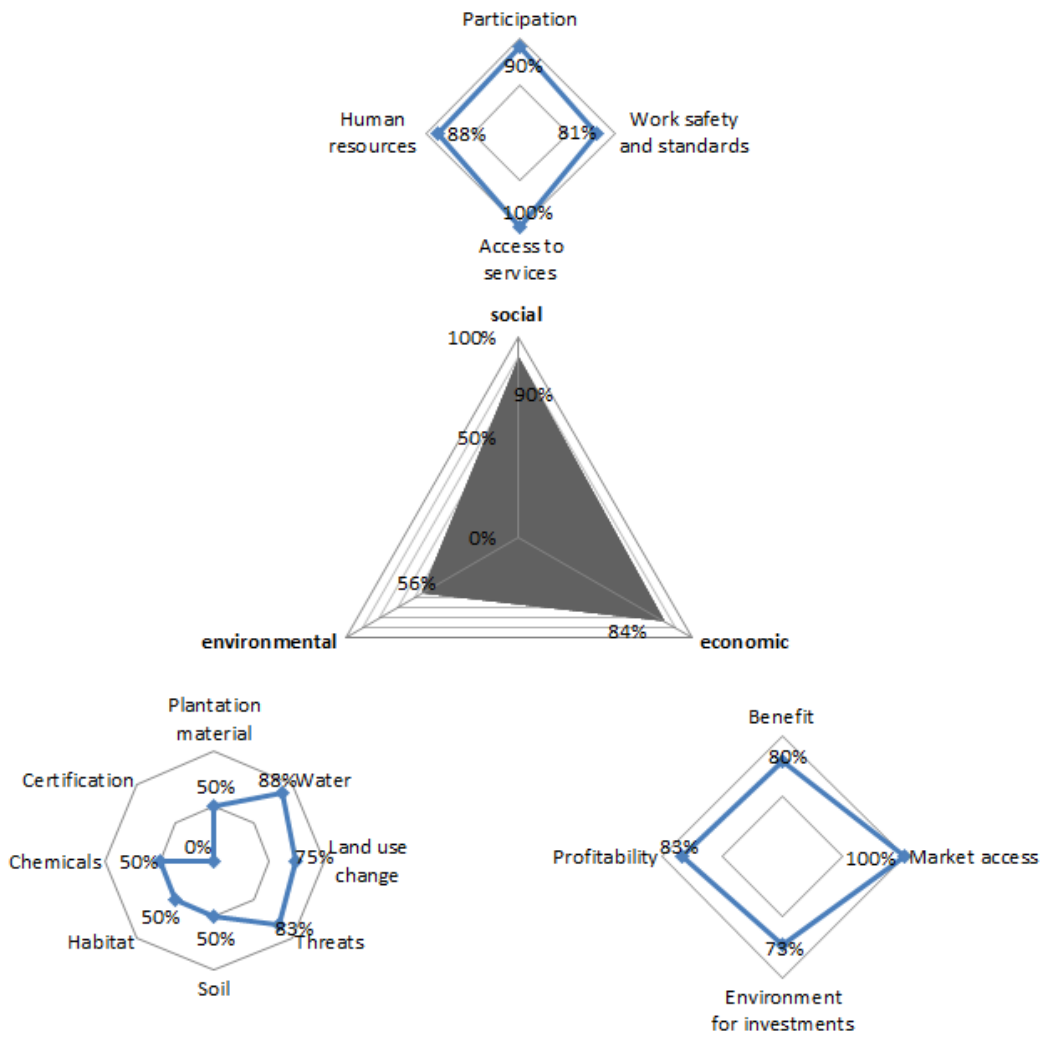 Participation
90%
Human
resources
88%
81%
Work safety
and standards
100%
Access to
services
social
100%
90%
50%
0%
56%
84%
environmental
economic
Plantation
material
Certification
50%
88%
Water
Chemicals
50%
0%
75%
Land use
change
Habitat
50%
50%
83%
Threats
Soil
Benefit
80%
Profitability
83%
100%
Market access
73%
Environment
for investments